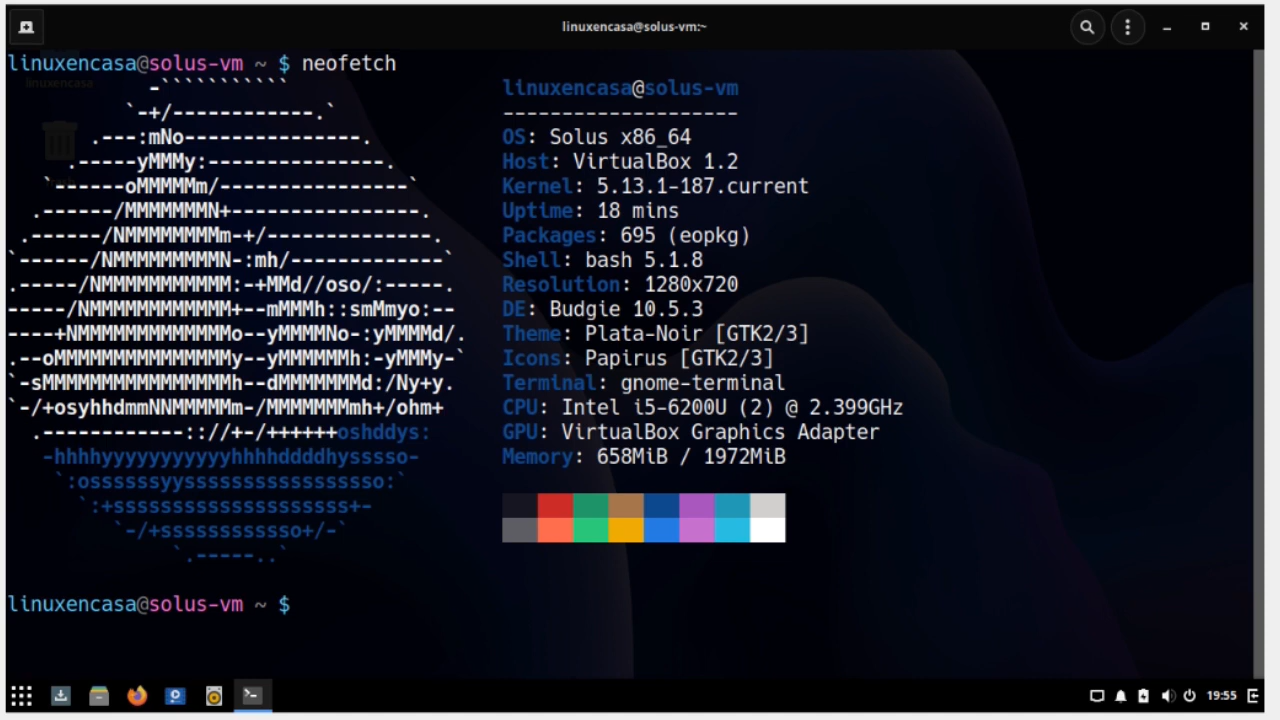 linuxencasa@solus-vm:~
linuxencasa@solus-vm ~ $ neofetch
linuxencasa
linuxencasa@solus-vm
--------------------
OS: Solus x86_64
Host: VirtualBox 1.2
Kernel: 5.13.1-187.current
Uptime: 18 mins
Packages: 695 (eopkg)
Shell: bash 5.1.8
Resolution: 1280x720
DE: Budgie 10.5.3
Theme: Plata-Noir [GTK2/3]
Icons: Papirus [GTK2/3]
Terminal: gnome-terminal
CPU: Intel i5-6200U (2) @ 2.399GHz
GPU: VirtualBox Graphics Adapter
Memory: 658MiB / 1972MiB
linuxencasa@solus-vm ~ $
19:55